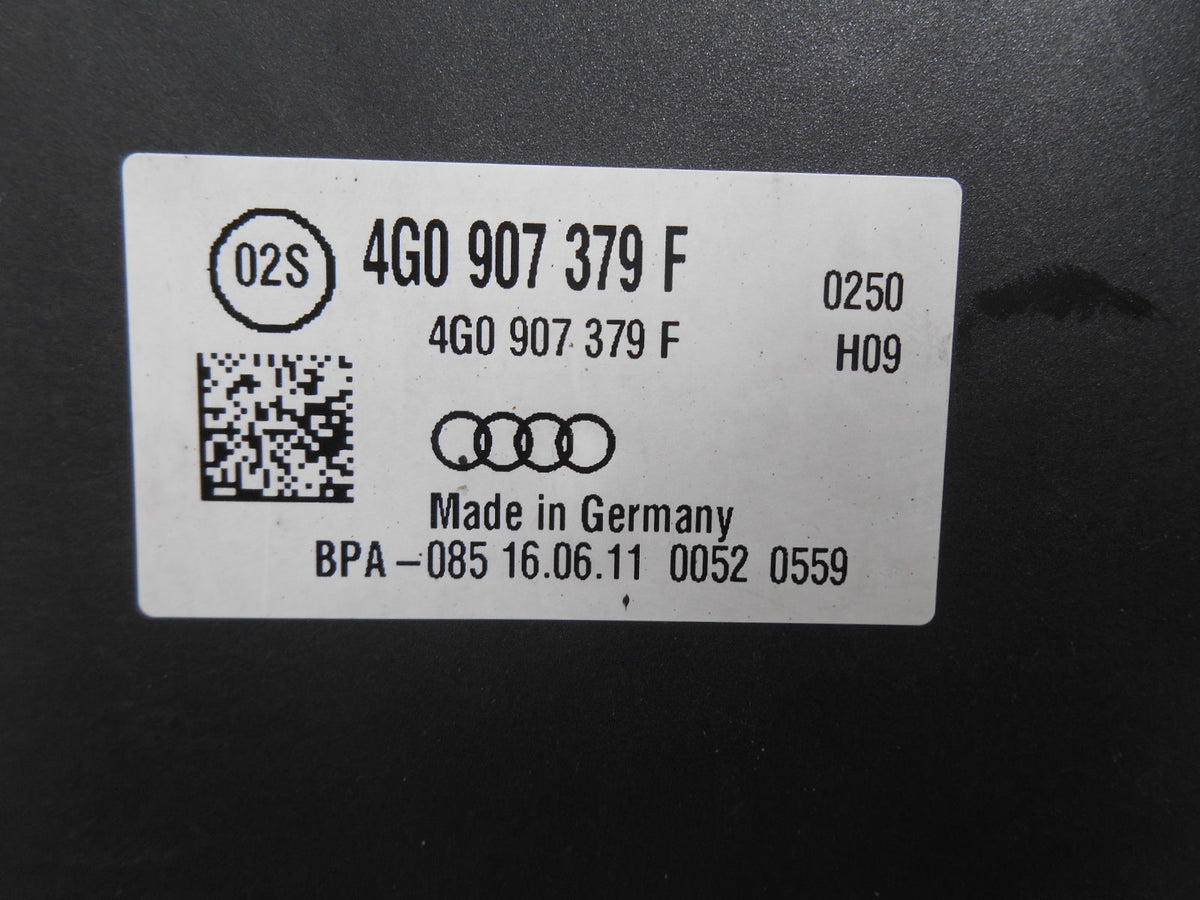 02S
4G0 907 379 F
0250
4G0 907 379 F
H09
Made in Germany
BPA –085 16.06.11 0052 0559